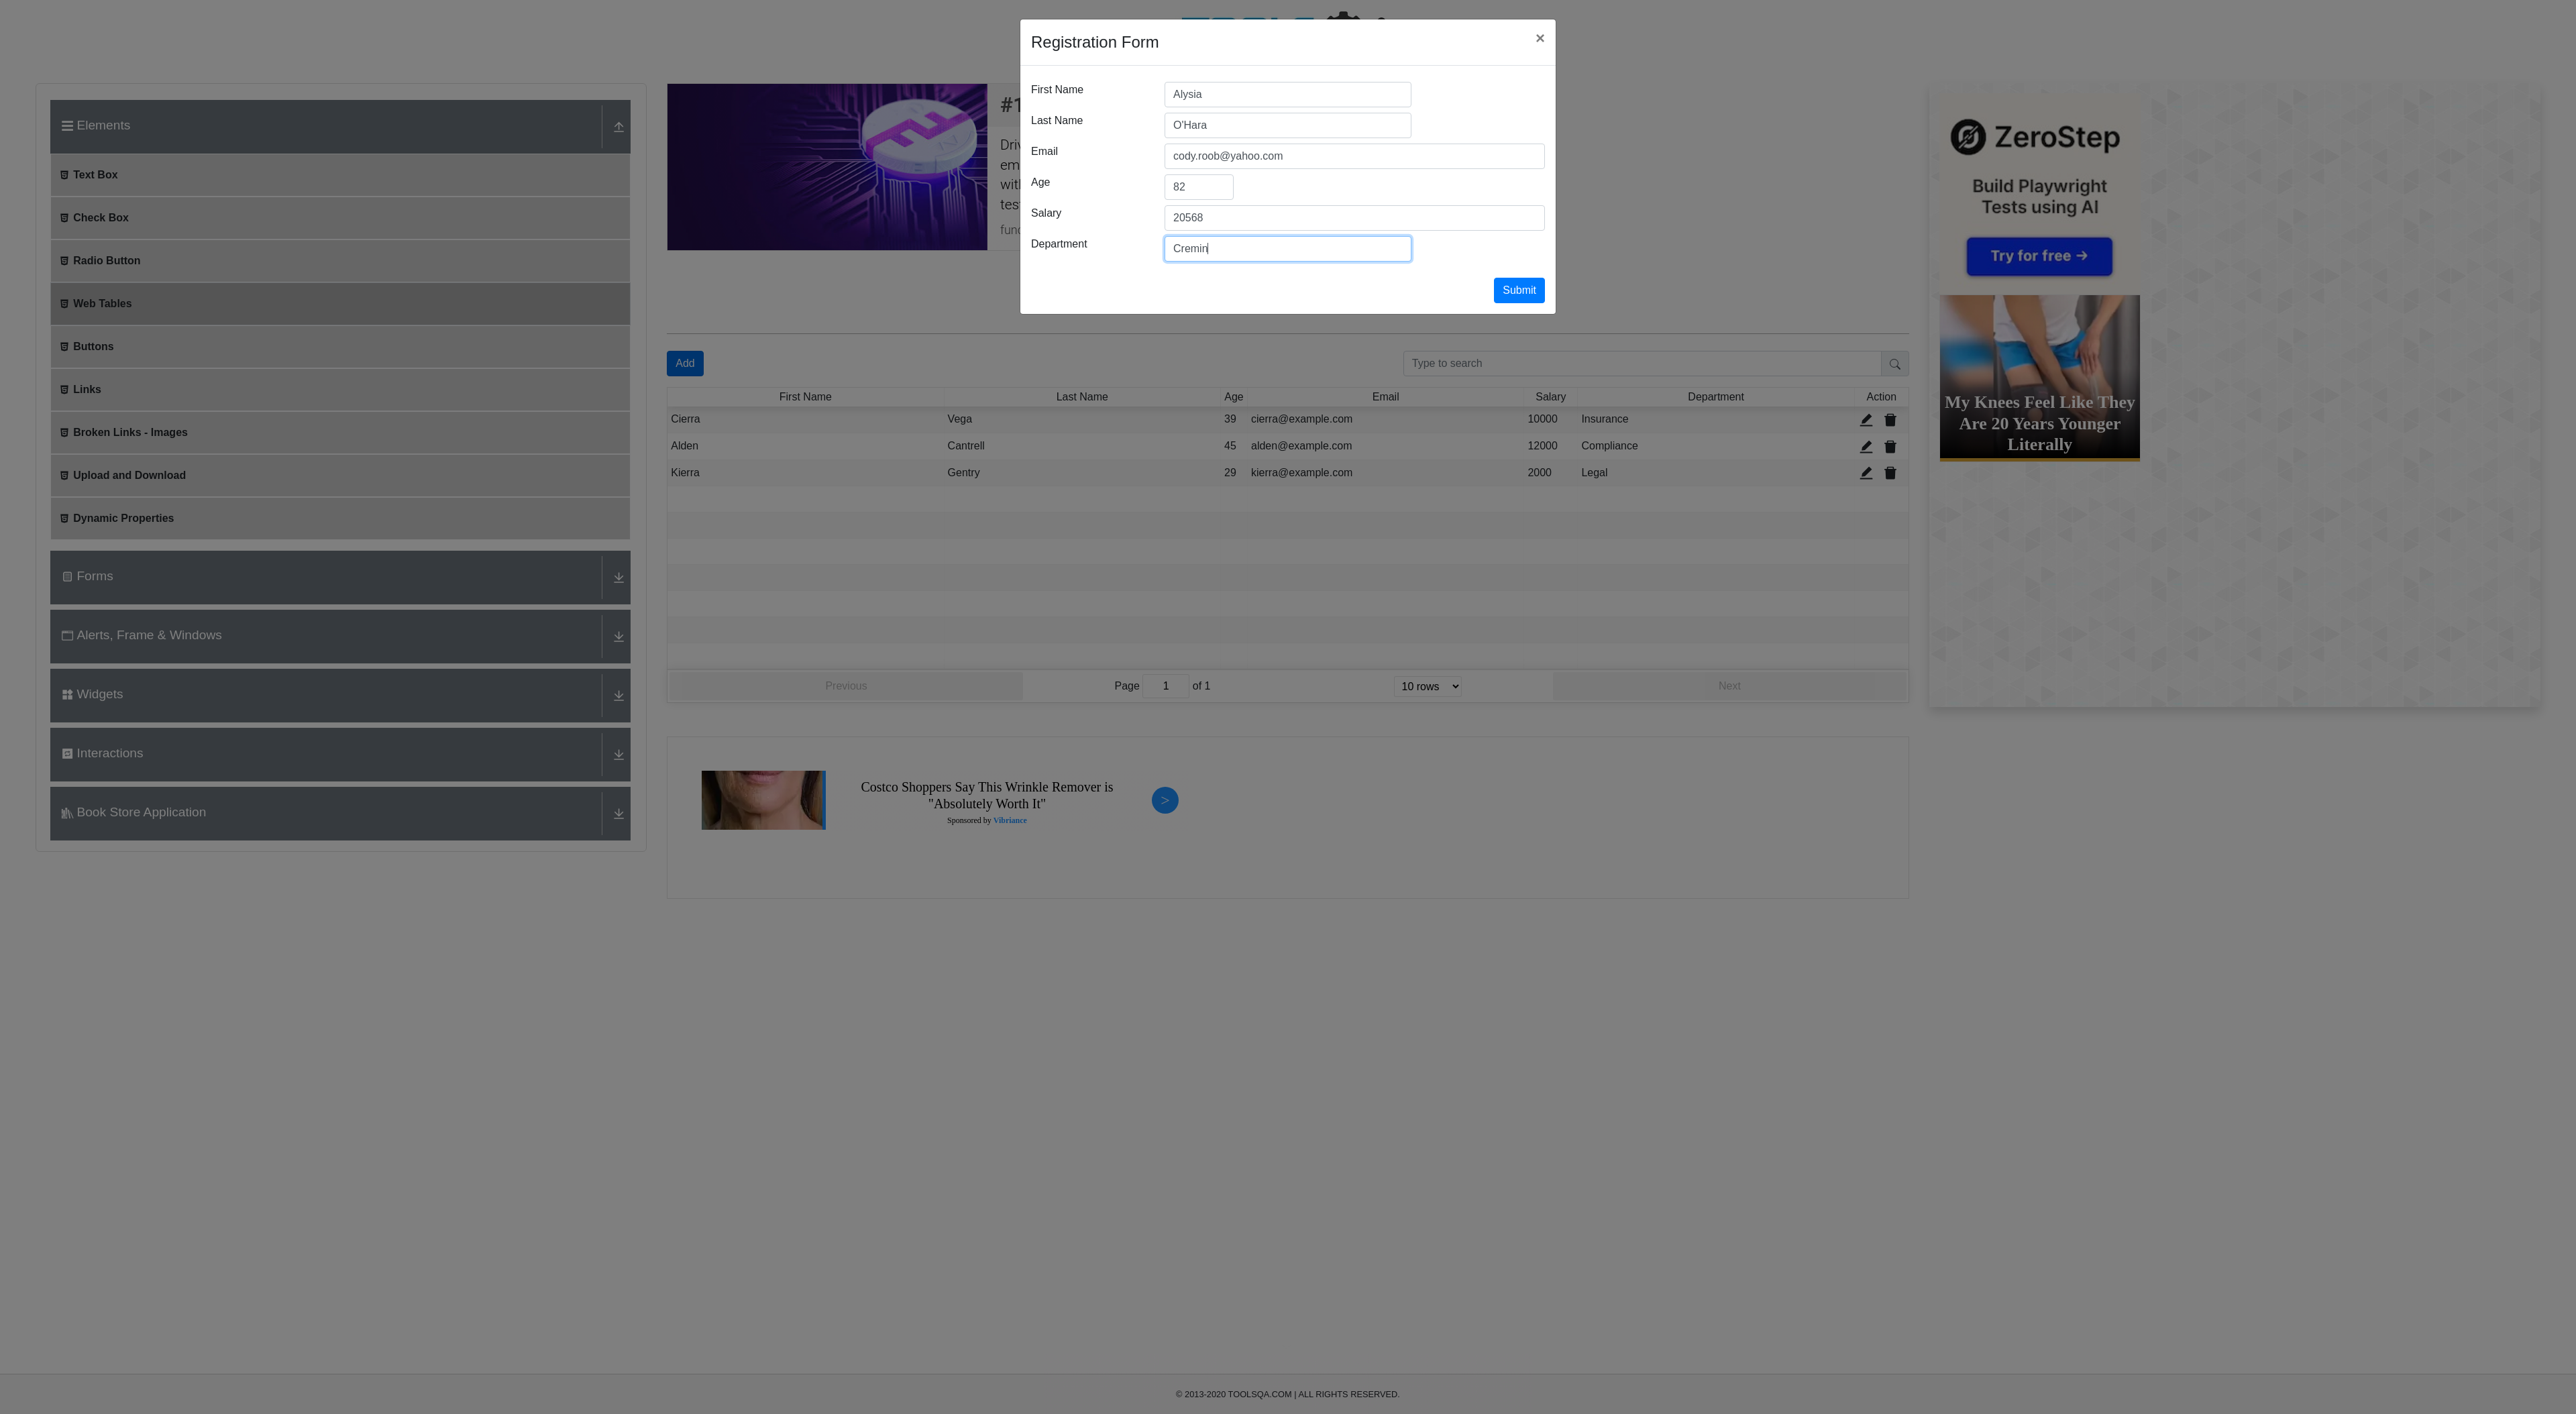 Registration Form ×
First Name Alysia
Last Name O'Hara
Email cody.roob@yahoo.com
Age 82
Salary 20568
Department Cremin
Submit
Elements
Text Box
Check Box
Radio Button
Web Tables
Buttons
Links
Broken Links - Images
Upload and Download
Dynamic Properties
Forms
Alerts, Frame & Windows
Widgets
Interactions
Book Store Application
#1
Add Type to search
First Name Last Name Age Email Salary Department Action
Cierra Vega 39 cierra@example.com 10000 Insurance
Alden Cantrell 45 alden@example.com 12000 Compliance
Kierra Gentry 29 kierra@example.com 2000 Legal
Previous Page 1 of 1 10 rows Next
Costco Shoppers Say This Wrinkle Remover is
"Absolutely Worth It"
Sponsored by Vibriance
>
ZeroStep
Build Playwright
Tests using AI
Try for free →
My Knees Feel Like They
Are 20 Years Younger
Literally
© 2013-2020 TOOLSQA.COM | ALL RIGHTS RESERVED.